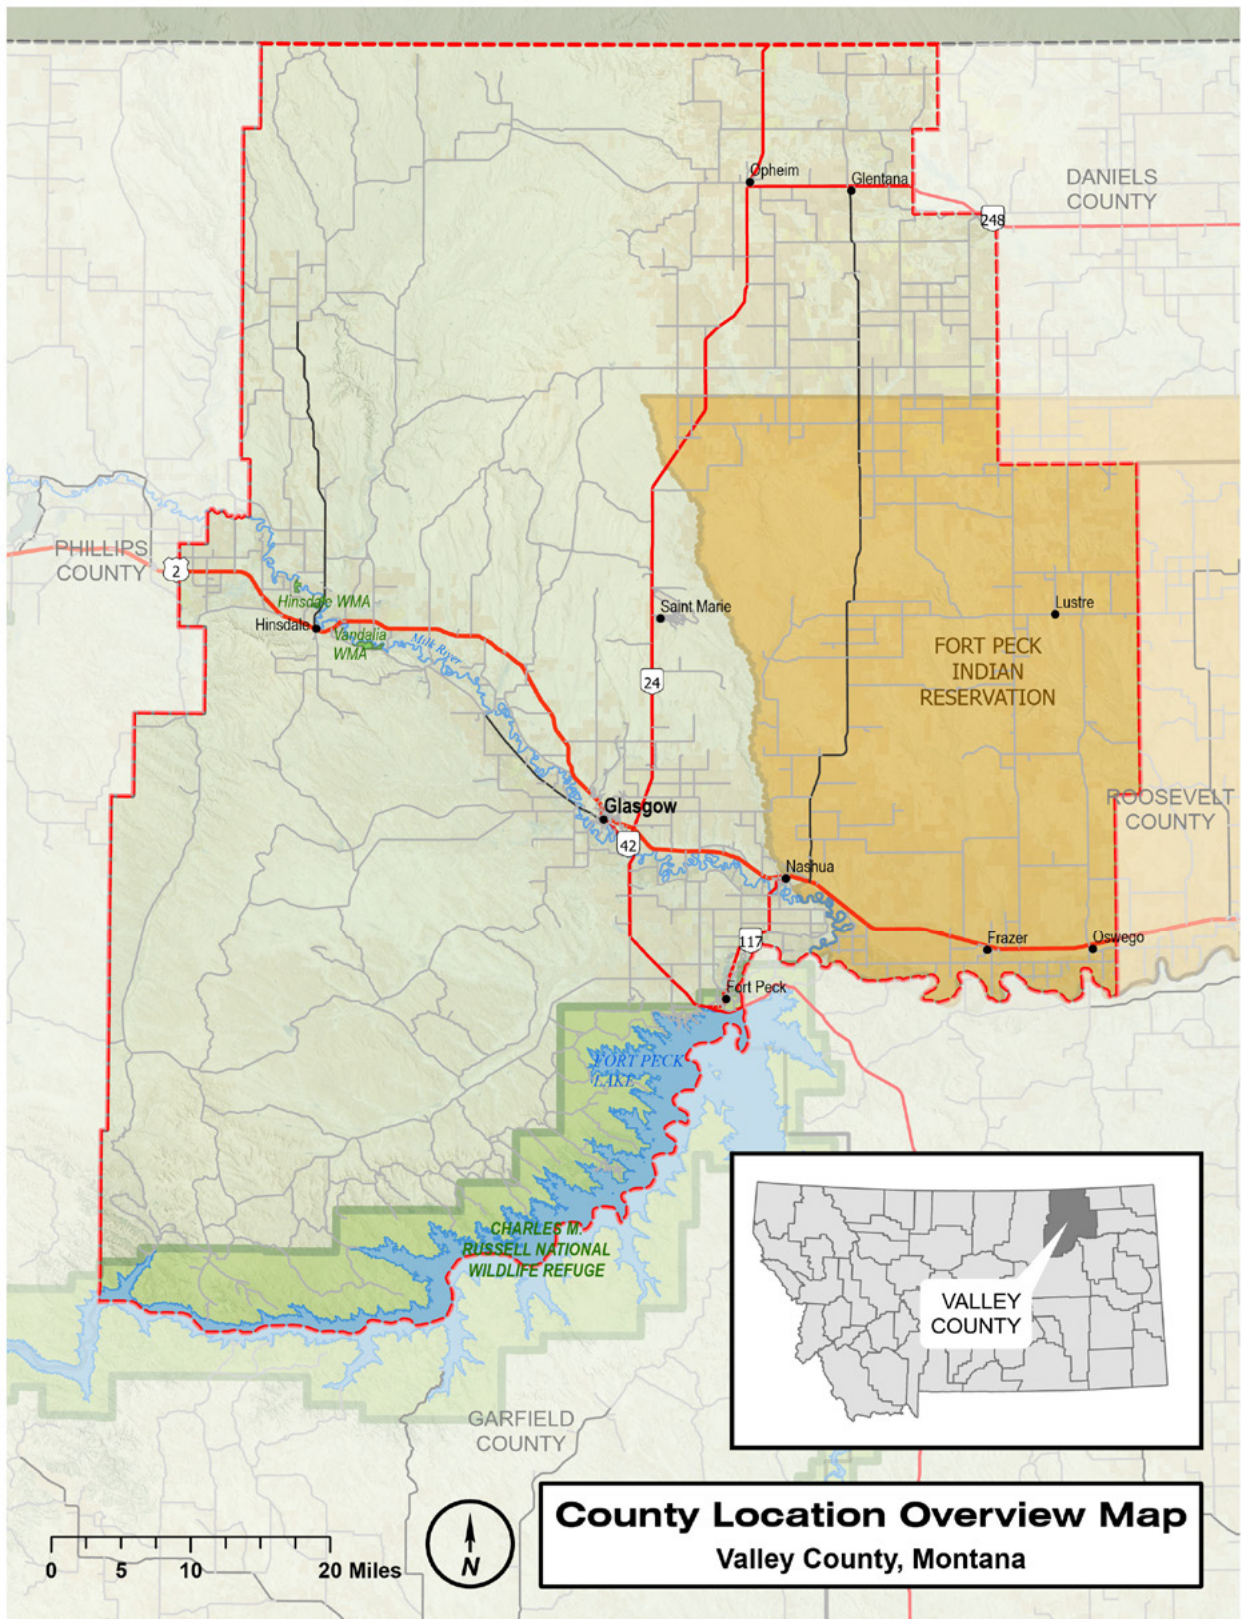 Opheim
Glentana
DANIELS
COUNTY
248
PHILLIPS
COUNTY
2
Hinsdale WMA
Hinsdale
Vandalia
WMA
Milk River
Saint Marie
Lustre
FORT PECK
INDIAN
RESERVATION
24
Glasgow
42
ROOSEVELT
COUNTY
Nashua
117
Frazer
Oswego
Fort Peck
FORT PECK
LAKE
CHARLES M.
RUSSELL NATIONAL
WILDLIFE REFUGE
VALLEY
COUNTY
GARFIELD
COUNTY
County Location Overview Map
Valley County, Montana
0 5 10 20 Miles
N